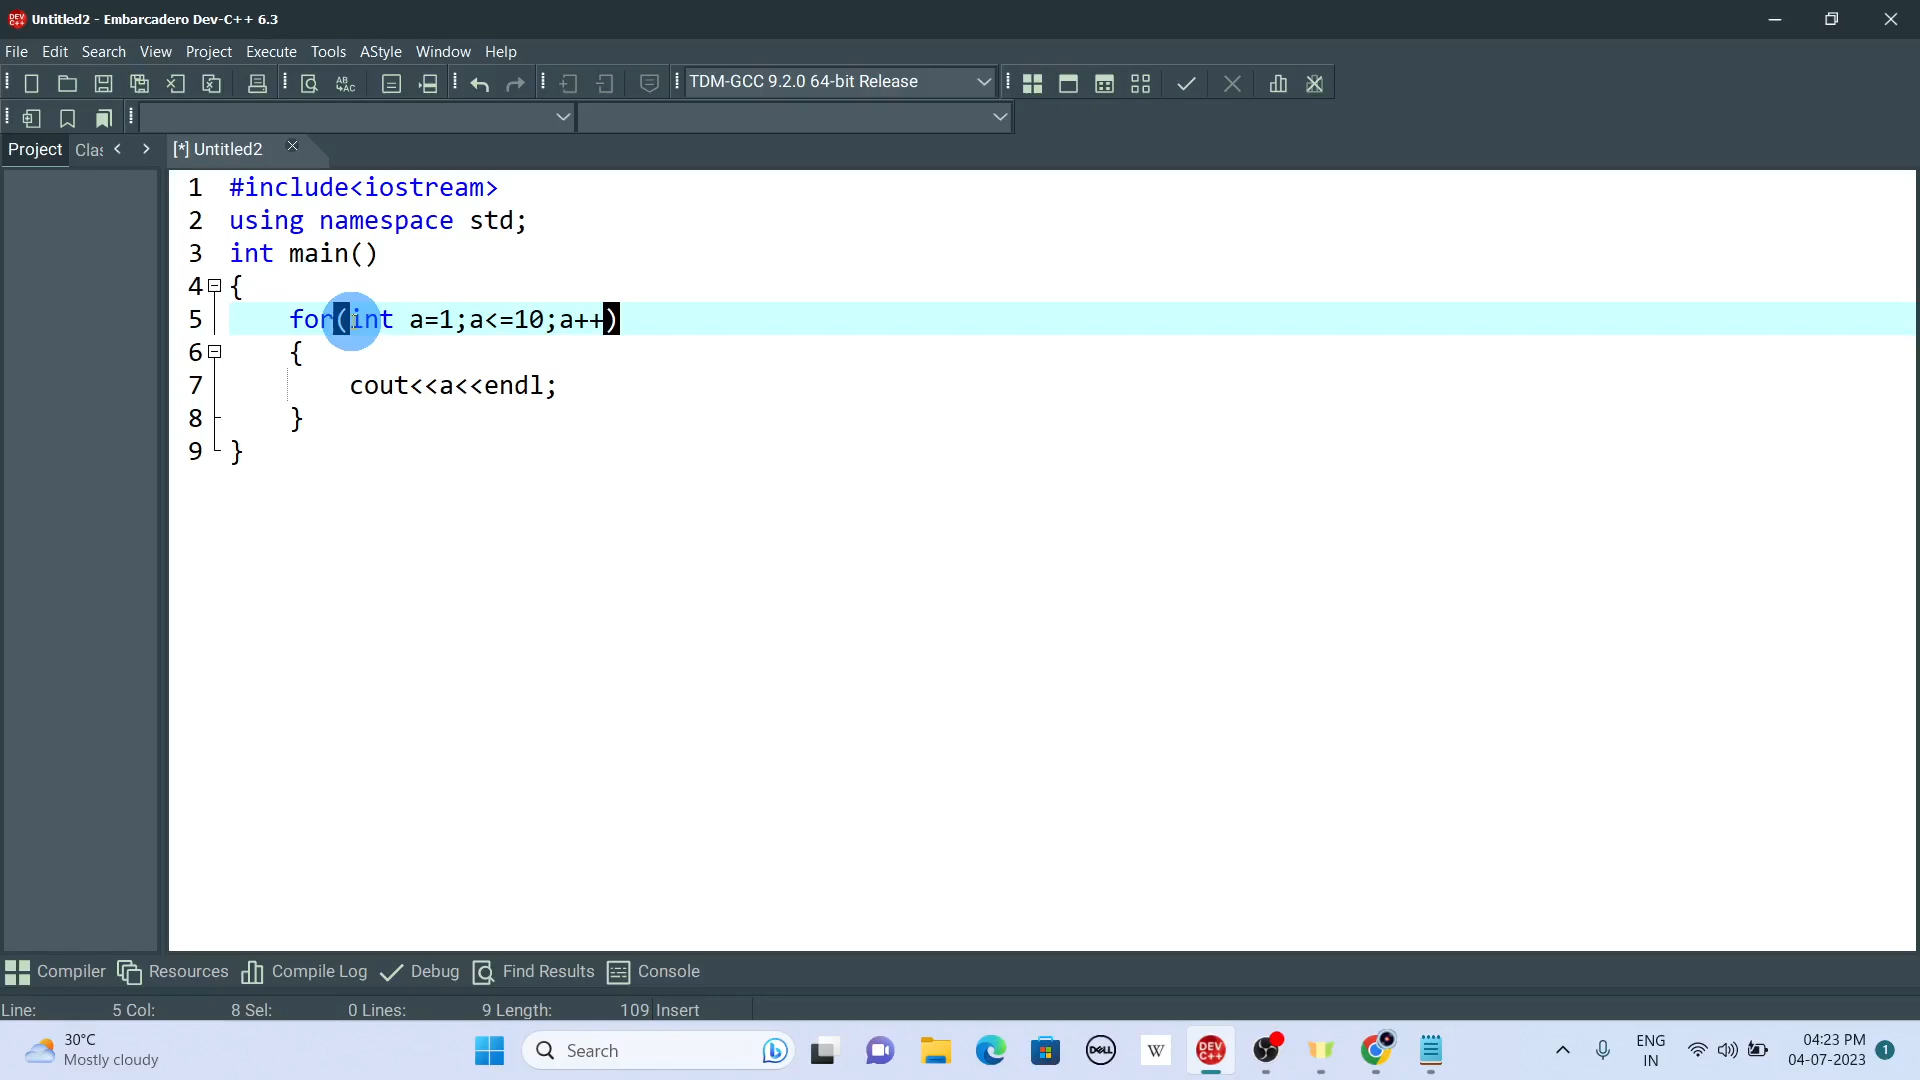 Untitled2 - Embarcadero Dev-C++ 6.3
File Edit Search View Project Execute Tools AStyle Window Help
TDM-GCC 9.2.0 64-bit Release
Project Clas [*] Untitled2
1 #include<iostream>
2 using namespace std;
3 int main()
4 {
5 for(int a=1;a<=10;a++)
6 {
7 cout<<a<<endl;
8 }
9 }
Compiler Resources Compile Log Debug Find Results Console
Line: 5 Col: 8 Sel: 0 Lines: 9 Length: 109 Insert
30°C
Mostly cloudy
Search
DELL
W
DEV
C++
ENG
IN
04:23 PM
04-07-2023
1